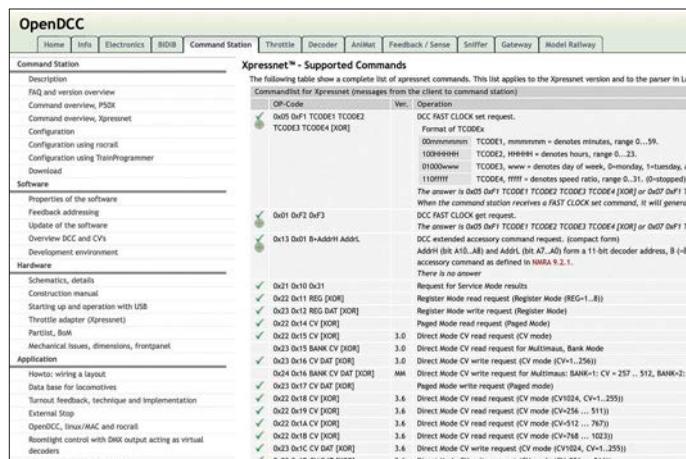 OpenDCC
Home Info Electronics BiDiB Command Station Throttle Decoder AniMat Feedback / Sense Sniffer Gateway Model Railway
Command Station
Description
FAQ and version overview
Command overview, P50X
Command overview, Xpressnet
Configuration
Configuration using rocrail
Configuration using TrainProgrammer
Download
Software
Properties of the software
Feedback addressing
Update of the software
Overview DCC and CVs
Development environment
Hardware
Schematics, details
Construction manual
Starting up and operation with USB
Throttle adapter (Xpressnet)
Partlist, BoM
Mechanical issues, dimensions, frontpanel
Application
Howto: wiring a layout
Data base for locomotives
Turnout feedback, technique and implementation
External Stop
OpenDCC, linux/MAC and rocrail
Roomlight control with DMX output acting as virtual
decoders
Xpressnet™ - Supported Commands
The following table show a complete list of xpressnet commands. This list applies to the Xpressnet version and to the parser in
Commandlist for Xpressnet (messages from the client to command station)
OP-Code Ver. Operation
0x05 0xF1 TCODE1 TCODE2 DCC FAST CLOCK set request.
TCODE3 TCODE4 [XOR] Format of TCODEx
00mmmmmm TCODE1, mmmmmm = denotes minutes, range 0...59.
100HHHHH TCODE2, HHHHH = denotes hours, range 0...23.
01000www TCODE3, www = denotes day of week, 0=monday, 1=tuesday,
110fffff TCODE4, fffff = denotes speed ratio, range 0..31. (0=stopped)
The answer is 0x05 0xF1 TCODE1 TCODE2 TCODE3 TCODE4 [XOR] or 0x07 0xF1
When the command station receives a FAST CLOCK set command, it will
0x01 0xF2 0xF3 DCC FAST CLOCK get request.
The answer is 0x05 0xF1 TCODE1 TCODE2 TCODE3 TCODE4 [XOR] or 0x07 0xF1
0x13 0x01 B+AddrH AddrL DCC extended accessory command request. (compact form)
AddrH (bit A10..A8) and AddrL (bit A7..A0) form a 11-bit decoder address, B
accessory command as defined in NMRA 9.2.1.
There is no answer
0x21 0x10 0x31 Request for Service Mode results
0x22 0x11 REG [XOR] Register Mode read request (Register Mode (REG=1..8))
0x23 0x12 REG DAT [XOR] Register Mode write request (Register Mode)
0x22 0x14 CV [XOR] Paged Mode read request (Paged Mode)
0x22 0x15 CV [XOR] 3.0 Direct Mode CV read request (CV mode)
0x23 0x15 BANK CV [XOR] Direct Mode CV read request for Multimaus, Bank Mode
0x23 0x16 CV DAT [XOR] 3.0 Direct Mode CV write request (CV mode (CV=1..256))
0x24 0x16 BANK CV DAT [XOR] MM Direct Mode CV write request for Multimaus: BANK=1: CV = 257 .. 512, BANK=2:
0x23 0x17 CV DAT [XOR] Paged Mode write request (Paged mode)
0x22 0x18 CV [XOR] 3.6 Direct Mode CV read request (CV mode (CV1024, CV=1..255))
0x22 0x19 CV [XOR] 3.6 Direct Mode CV read request (CV mode (CV=256 ... 511))
0x22 0x1A CV [XOR] 3.6 Direct Mode CV read request (CV mode (CV=512 ... 767))
0x22 0x1B CV [XOR] 3.6 Direct Mode CV read request (CV mode (CV=768 ... 1023))
0x23 0x1C CV DAT [XOR] 3.6 Direct Mode CV write request (CV mode (CV1024, CV=1..255))